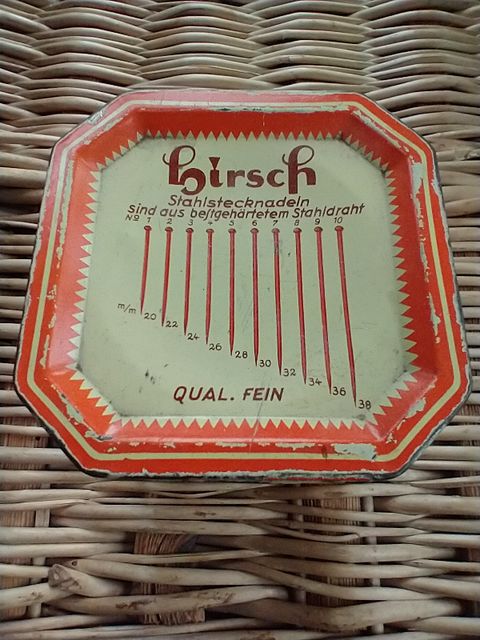 hirsch
Stahlstecknadeln
Sind aus bestgehärtetem Stahldraht
No 1 2 3 4 5 6 7 8 9 10
m/m 20 22 24 26 28 30 32 34 36 38
QUAL. FEIN